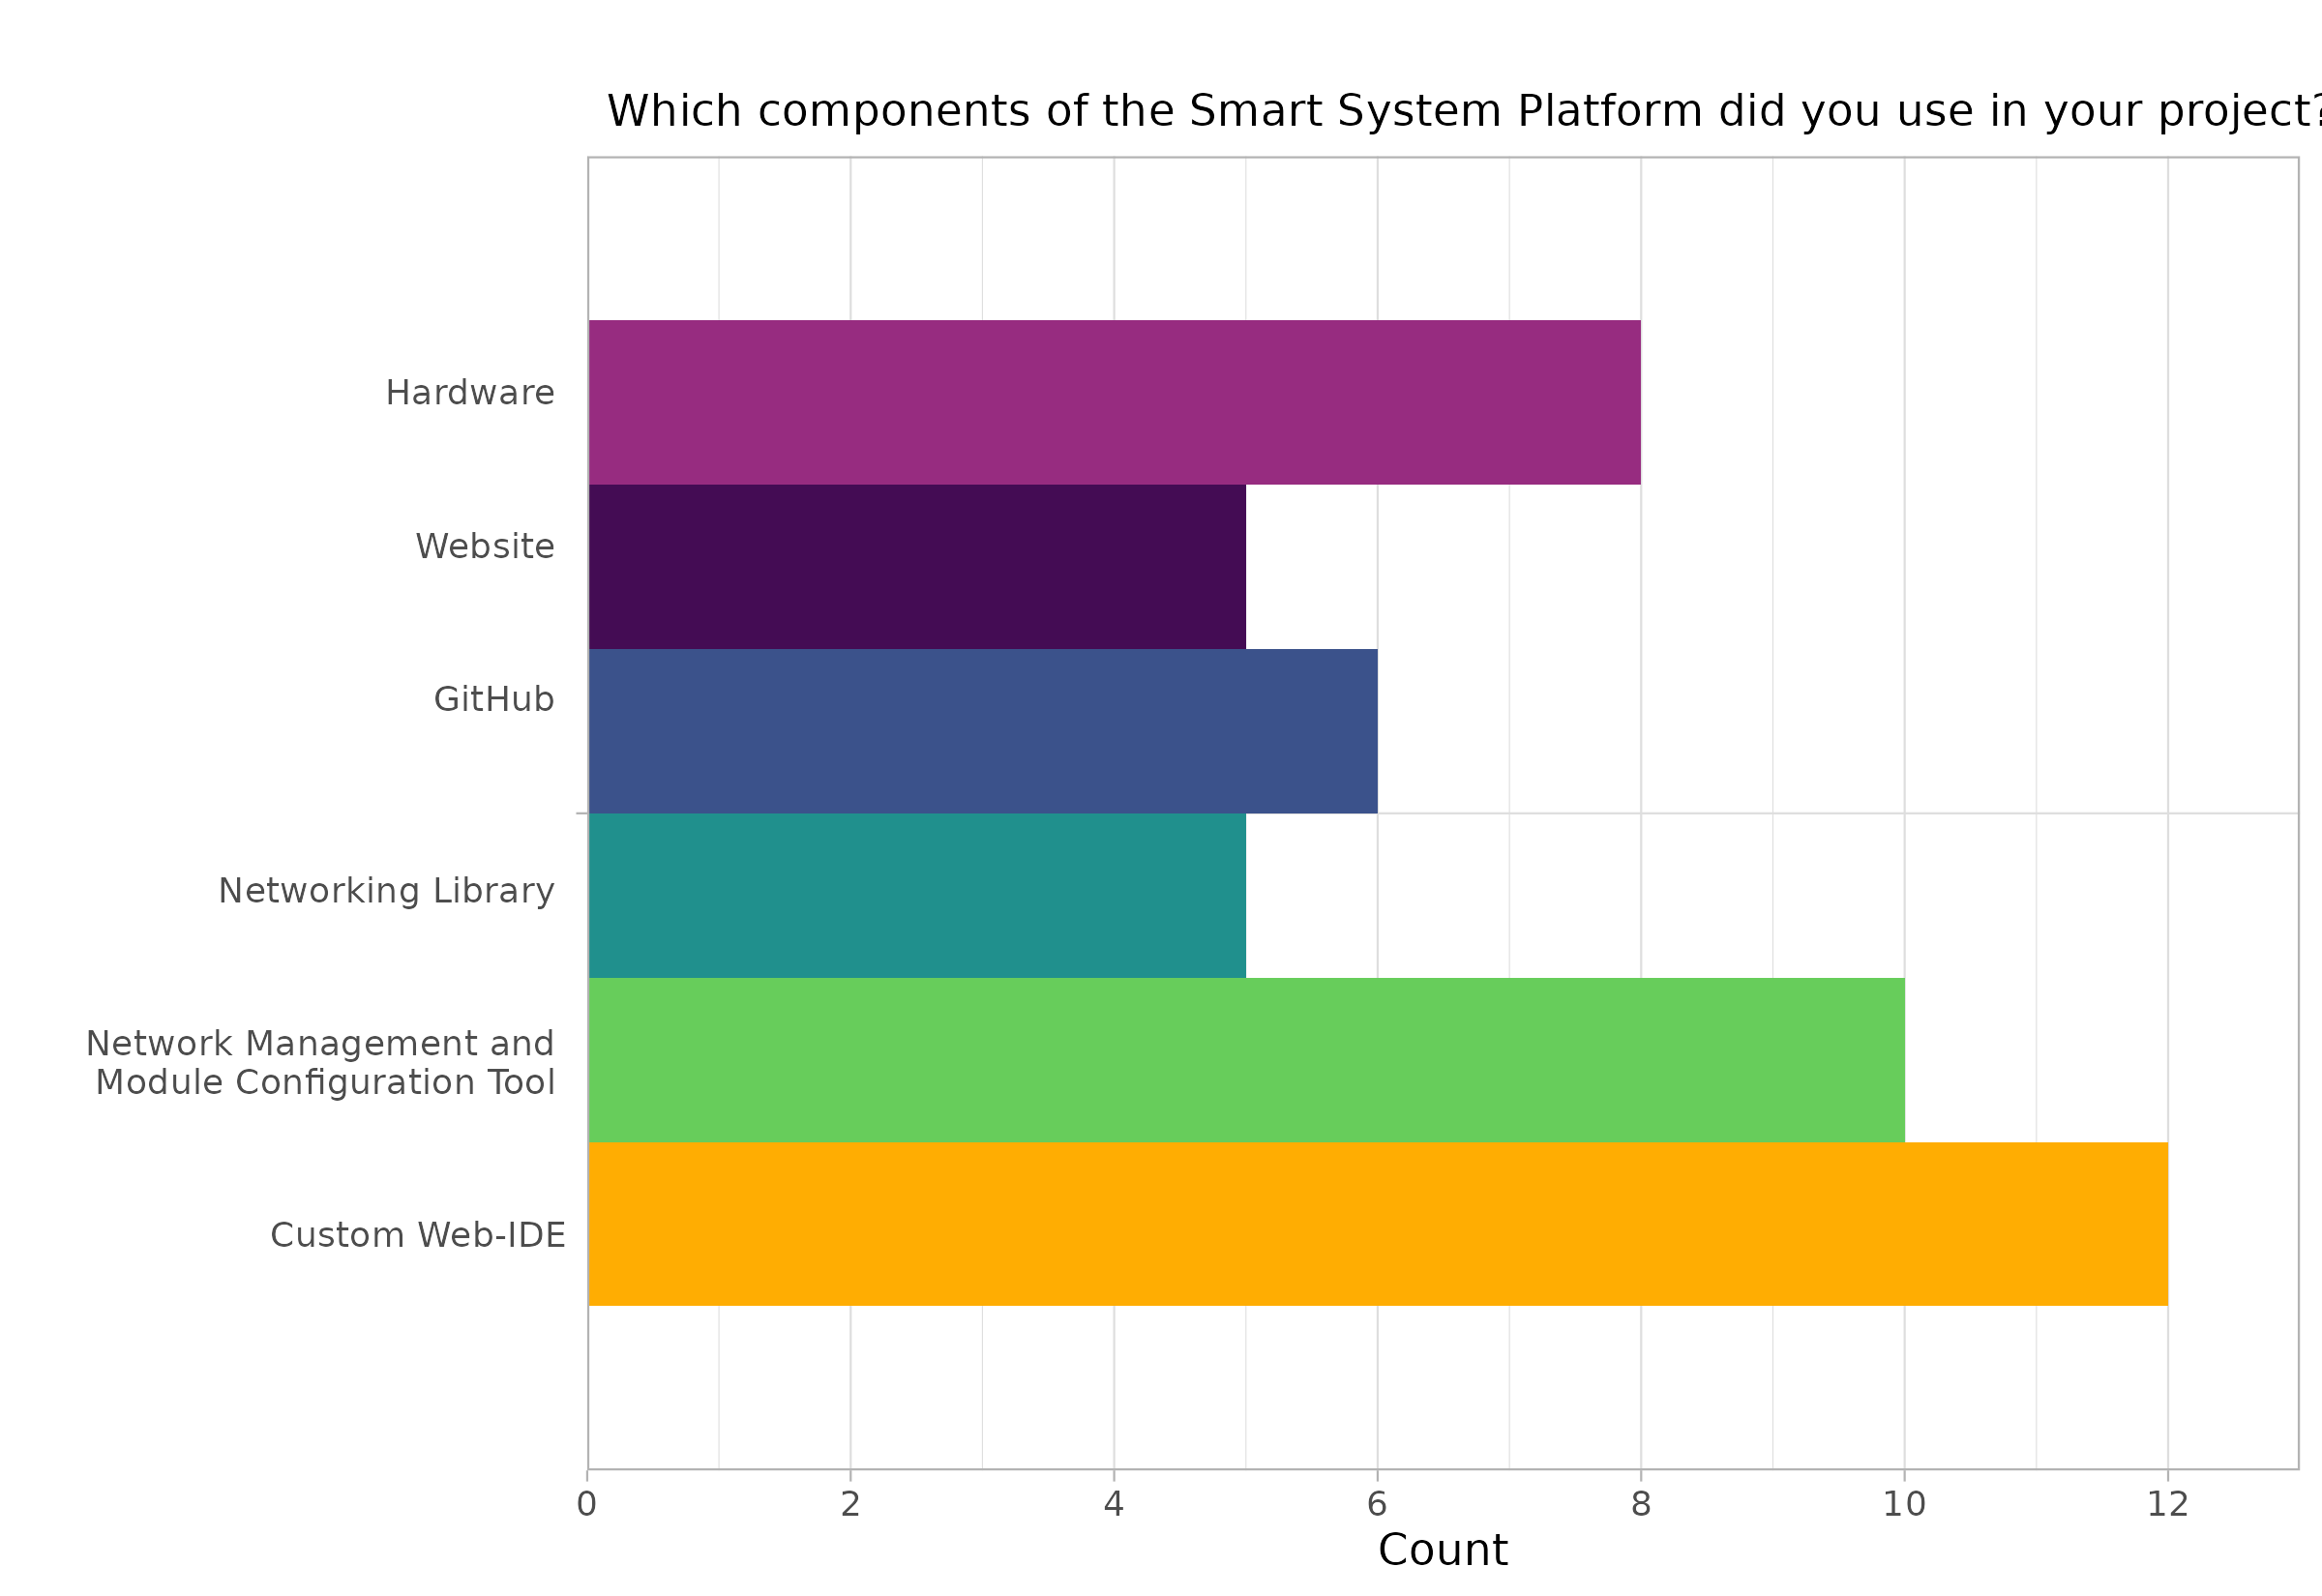 Which components of the Smart System Platform did you use in your project?
Hardware
Website
GitHub
Networking Library
Network Management and
Module Configuration Tool
Custom Web-IDE
0 2 4 6 8 10 12
Count